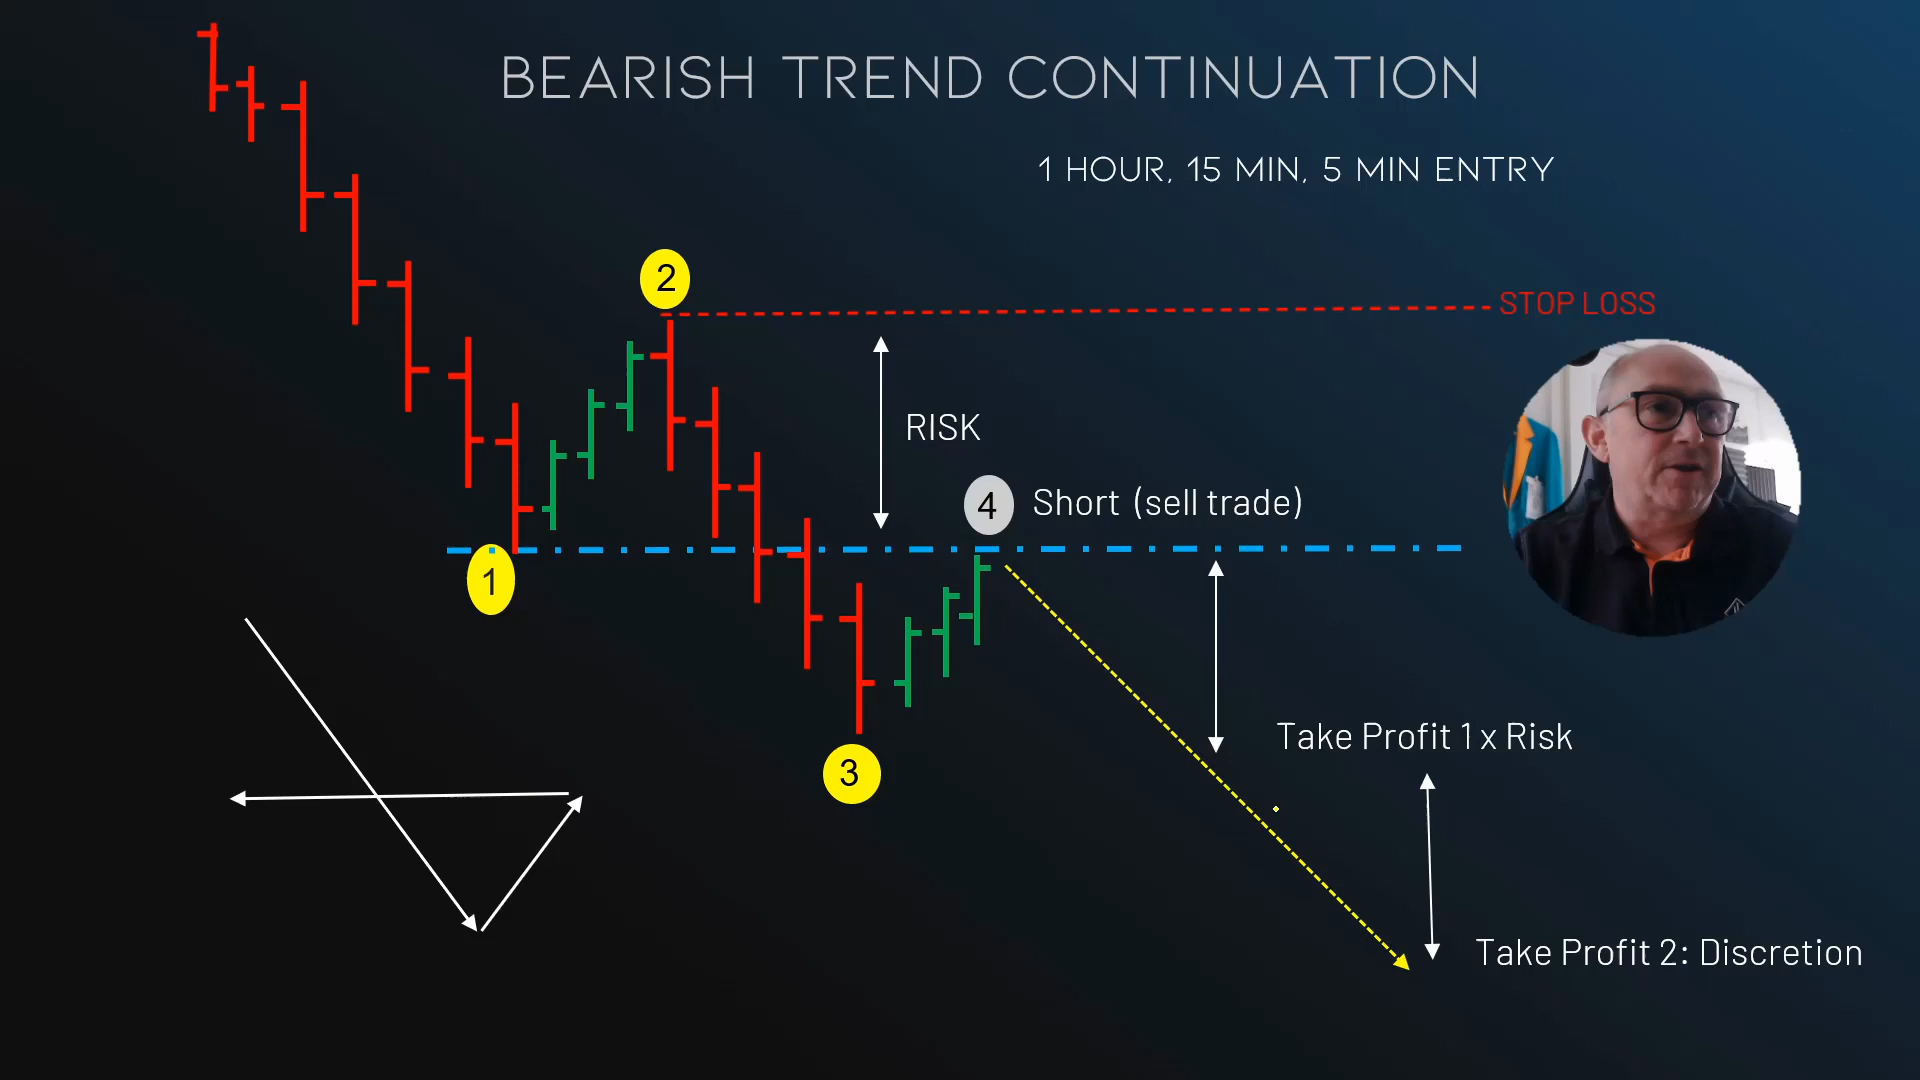 BEARISH TREND CONTINUATION
1 HOUR, 15 MIN, 5 MIN ENTRY
2
STOP LOSS
RISK
4 Short (sell trade)
1
Take Profit 1 x Risk
3
Take Profit 2: Discretion